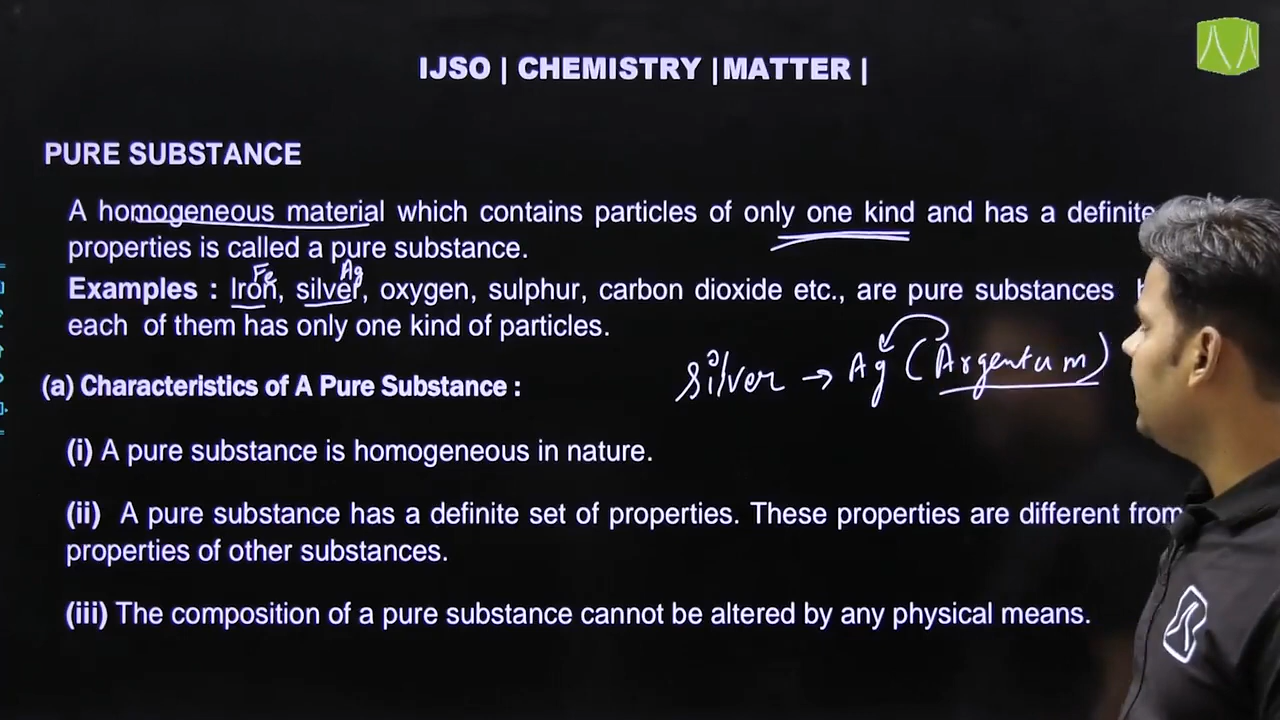 IJSO | CHEMISTRY |MATTER |
PURE SUBSTANCE
A homogeneous material which contains particles of only one kind and has a definite
properties is called a pure substance.
Fe Ag
Examples : Iron, silver, oxygen, sulphur, carbon dioxide etc., are pure substances
each of them has only one kind of particles.
Silver → Ag (Argentum)
(a) Characteristics of A Pure Substance :
(i) A pure substance is homogeneous in nature.
(ii) A pure substance has a definite set of properties. These properties are different from
properties of other substances.
(iii) The composition of a pure substance cannot be altered by any physical means.